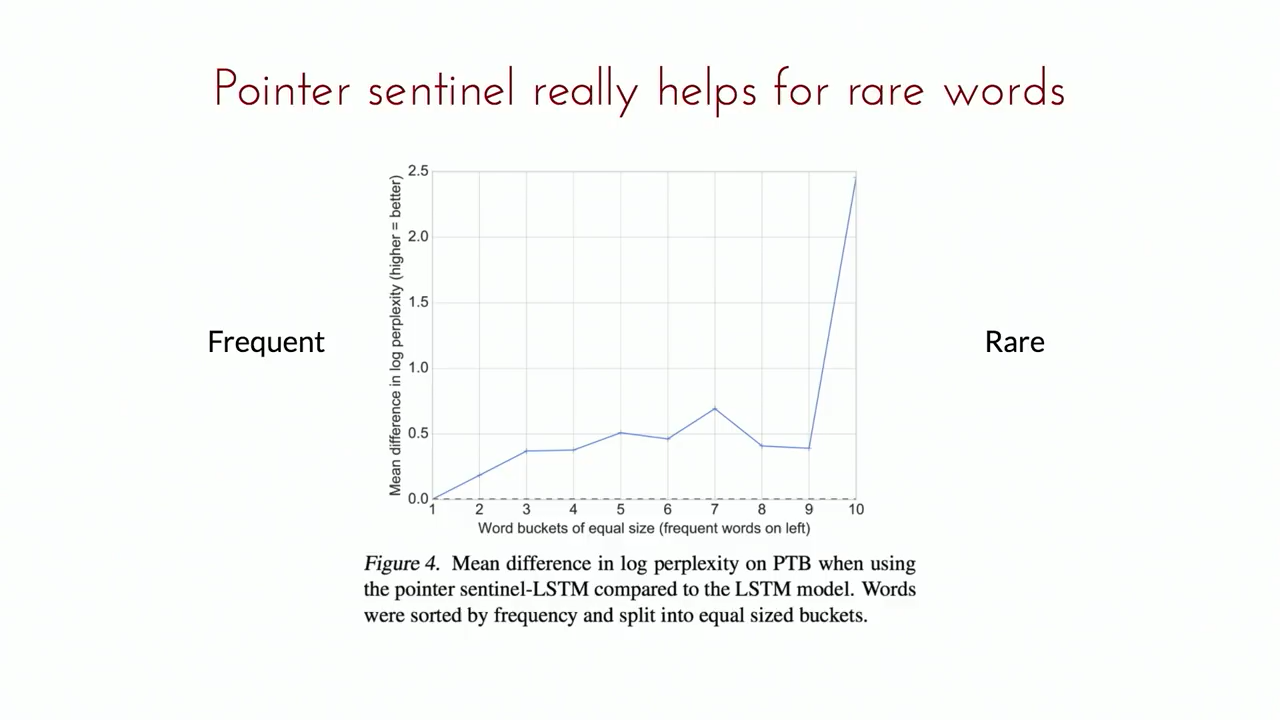 Pointer sentinel really helps for rare words
Mean difference in log perplexity (higher = better)
2.5
2.0
1.5
1.0
0.5
0.0
Frequent
Rare
1 2 3 4 5 6 7 8 9 10
Word buckets of equal size (frequent words on left)
Figure 4. Mean difference in log perplexity on PTB when using
the pointer sentinel-LSTM compared to the LSTM model. Words
were sorted by frequency and split into equal sized buckets.